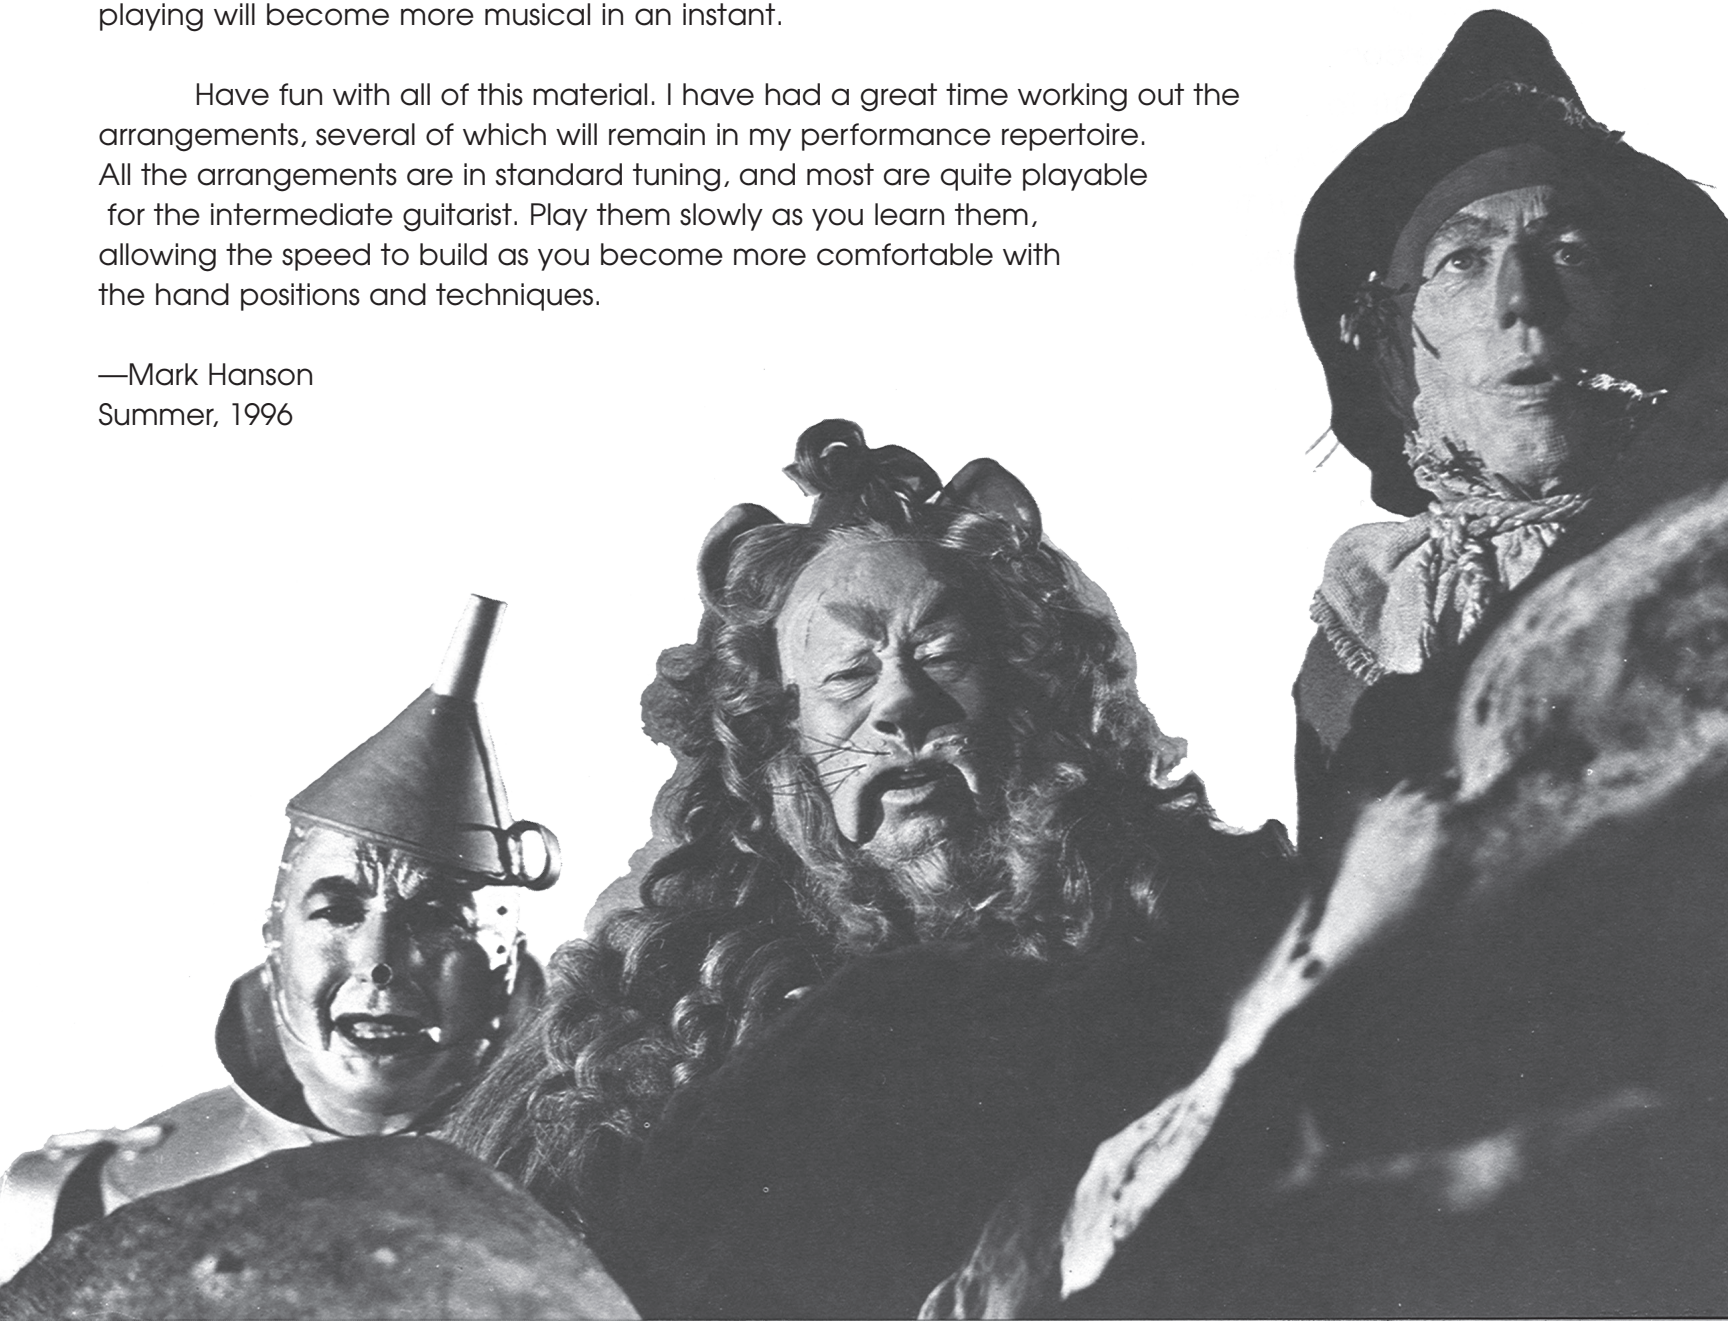 playing will become more musical in an instant.
Have fun with all of this material. I have had a great time working out the
arrangements, several of which will remain in my performance repertoire.
All the arrangements are in standard tuning, and most are quite playable
for the intermediate guitarist. Play them slowly as you learn them,
allowing the speed to build as you become more comfortable with
the hand positions and techniques.
—Mark Hanson
Summer, 1996